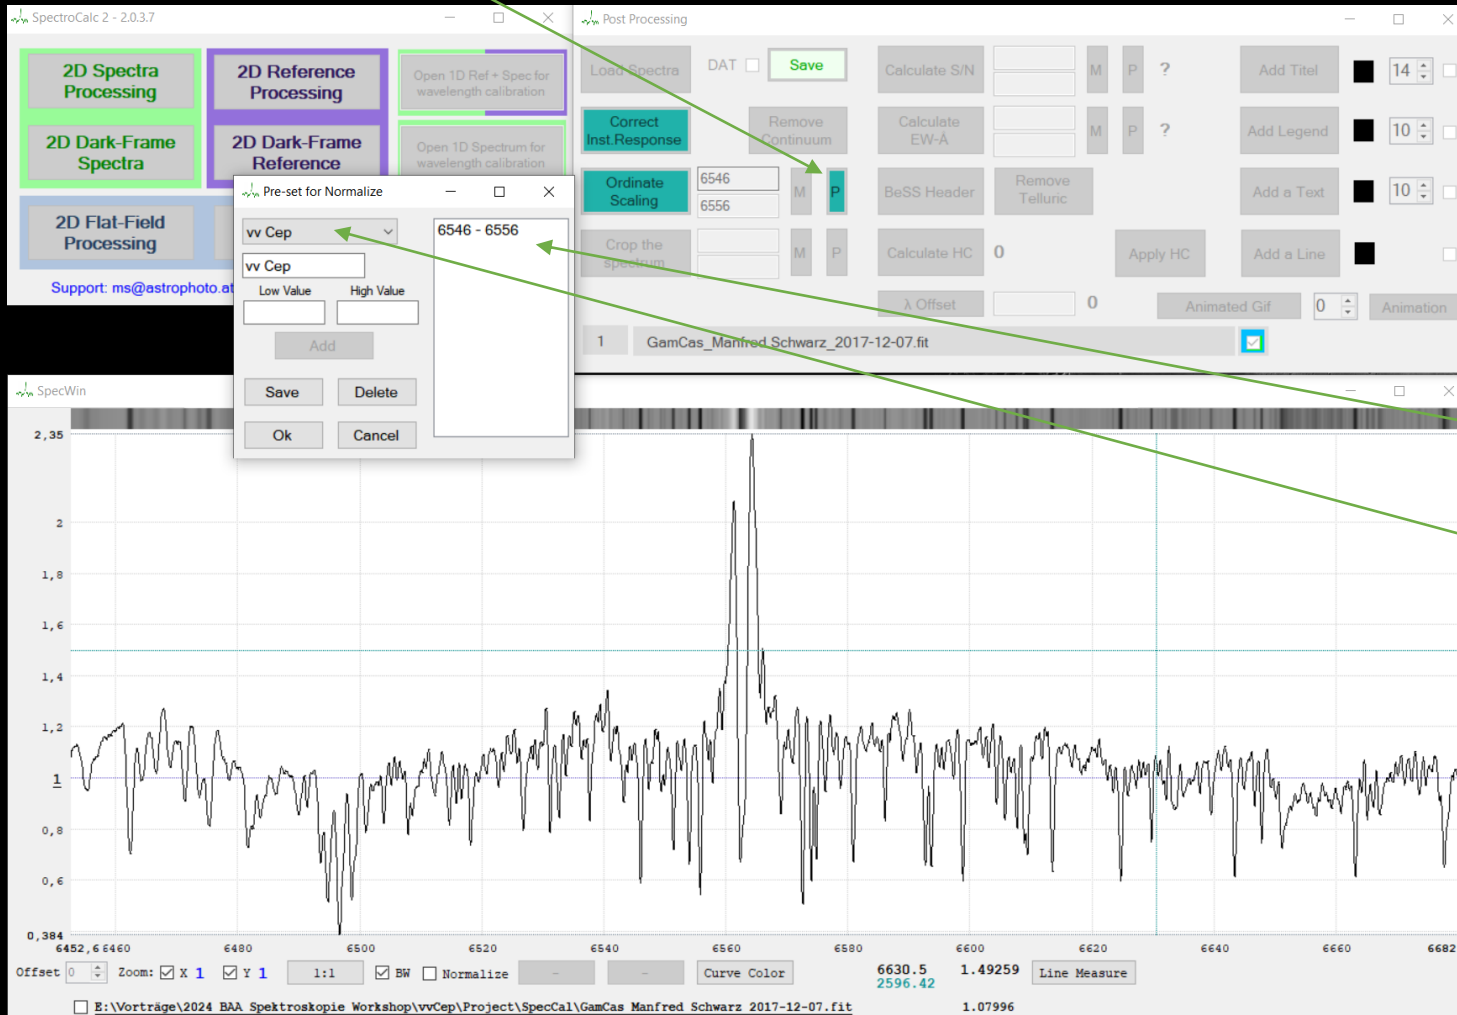 SpectroCalc 2 - 2.0.3.7
2D Spectra
Processing
2D Reference
Processing
Open 1D Ref + Spec for
wavelength calibration
2D Dark-Frame
Spectra
2D Dark-Frame
Reference
Open 1D Spectrum for
wavelength calibration
2D Flat-Field
Processing
Support: ms@astrophoto.at
Pre-set for Normalize
vv Cep
vv Cep
Low Value High Value
Add
Save Delete
Ok Cancel
6546 - 6556
Post Processing
Load Spectra DAT Save
Calculate S/N M P ?
Add Titel 14
Correct
Inst.Response
Remove
Continuum
Calculate
EW-Å
M P ?
Add Legend 10
Ordinate
Scaling
6546
6556
M P
BeSS Header
Remove
Telluric
Add a Text 10
Crop the
spectrum
M P
Calculate HC 0
Apply HC
Add a Line
λ Offset 0
Animated Gif 0 Animation
1 GamCas_Manfred Schwarz_2017-12-07.fit
SpecWin
2,35
2
1,8
1,6
1,4
1,2
1
0,8
0,6
0,384
6452,6 6460 6480 6500 6520 6540 6560 6580 6600 6620 6640 6660 6682
Offset 0 Zoom: X 1 Y 1 1:1 BW Normalize - - Curve Color 6630.5 1.49259 Line Measure
2596.42
E:\Vorträge\2024 BAA Spektroskopie Workshop\vvCep\Project\SpecCal\GamCas Manfred Schwarz 2017-12-07.fit 1.07996